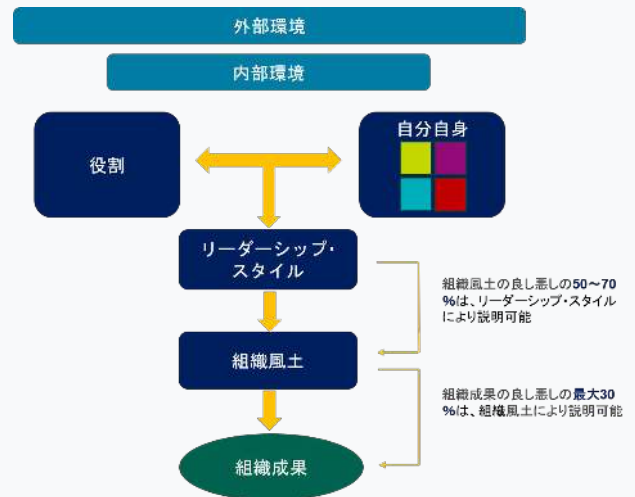 外部環境
内部環境
役割
自分自身
リーダーシップ・
スタイル
組織風土の良し悪しの50～70
%は、リーダーシップ・スタイル
により説明可能
組織風土
組織成果の良し悪しの最大30
%は、組織風土により説明可能
組織成果